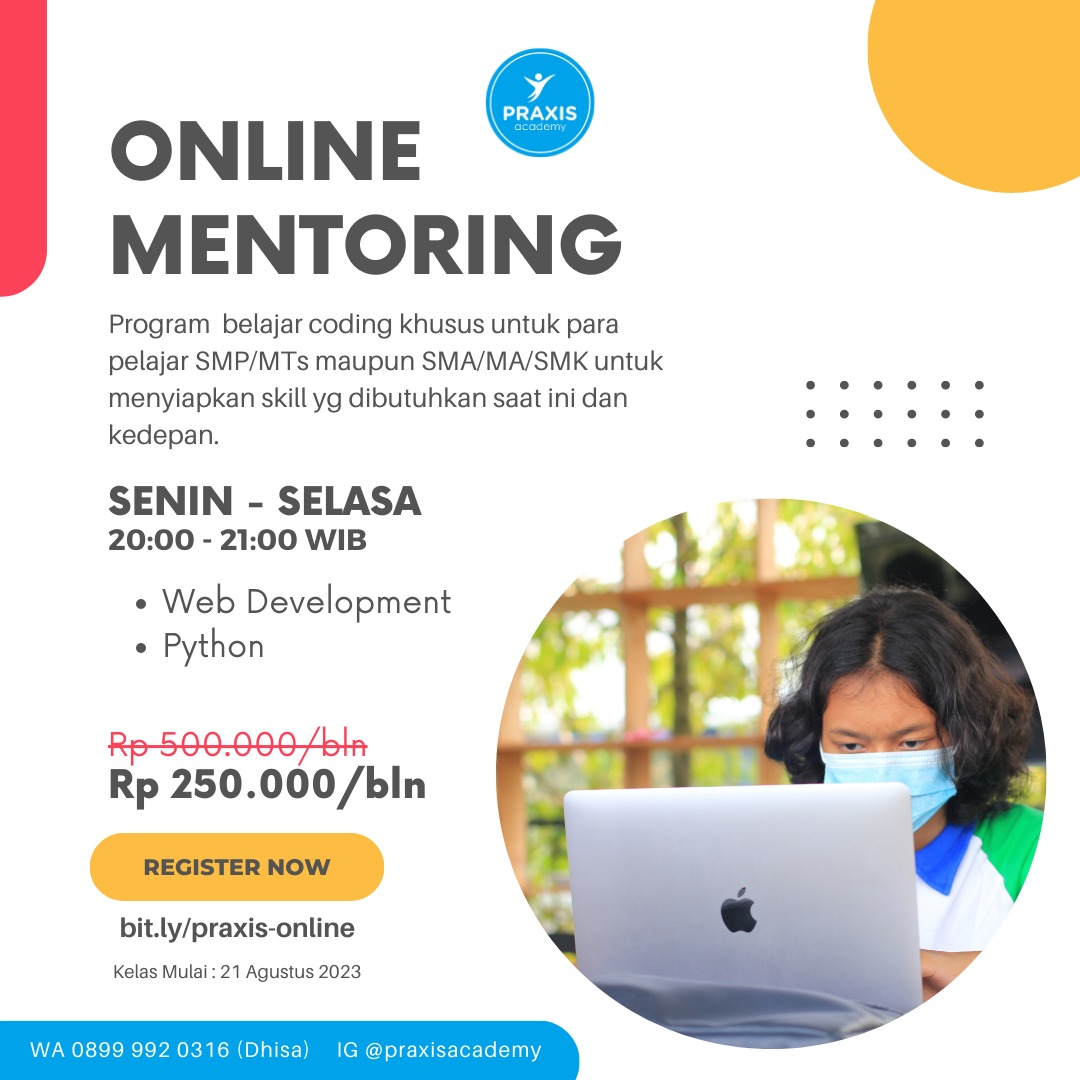 PRAXIS
academy
ONLINE
MENTORING
Program  belajar coding khusus untuk para
pelajar SMP/MTs maupun SMA/MA/SMK untuk
menyiapkan skill yg dibutuhkan saat ini dan
kedepan.
SENIN - SELASA
20:00 - 21:00 WIB
• Web Development
• Python
Rp 500.000/bln
Rp 250.000/bln
REGISTER NOW
bit.ly/praxis-online
Kelas Mulai : 21 Agustus 2023
WA 0899 992 0316 (Dhisa)    IG @praxisacademy